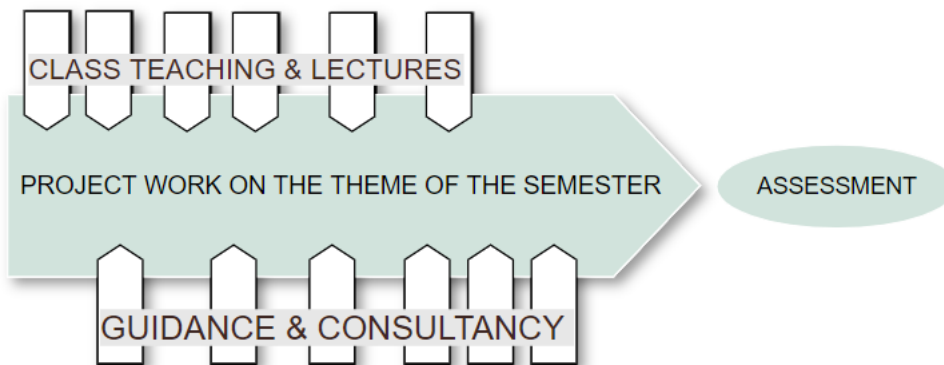 CLASS TEACHING & LECTURES
PROJECT WORK ON THE THEME OF THE SEMESTER
ASSESSMENT
GUIDANCE & CONSULTANCY